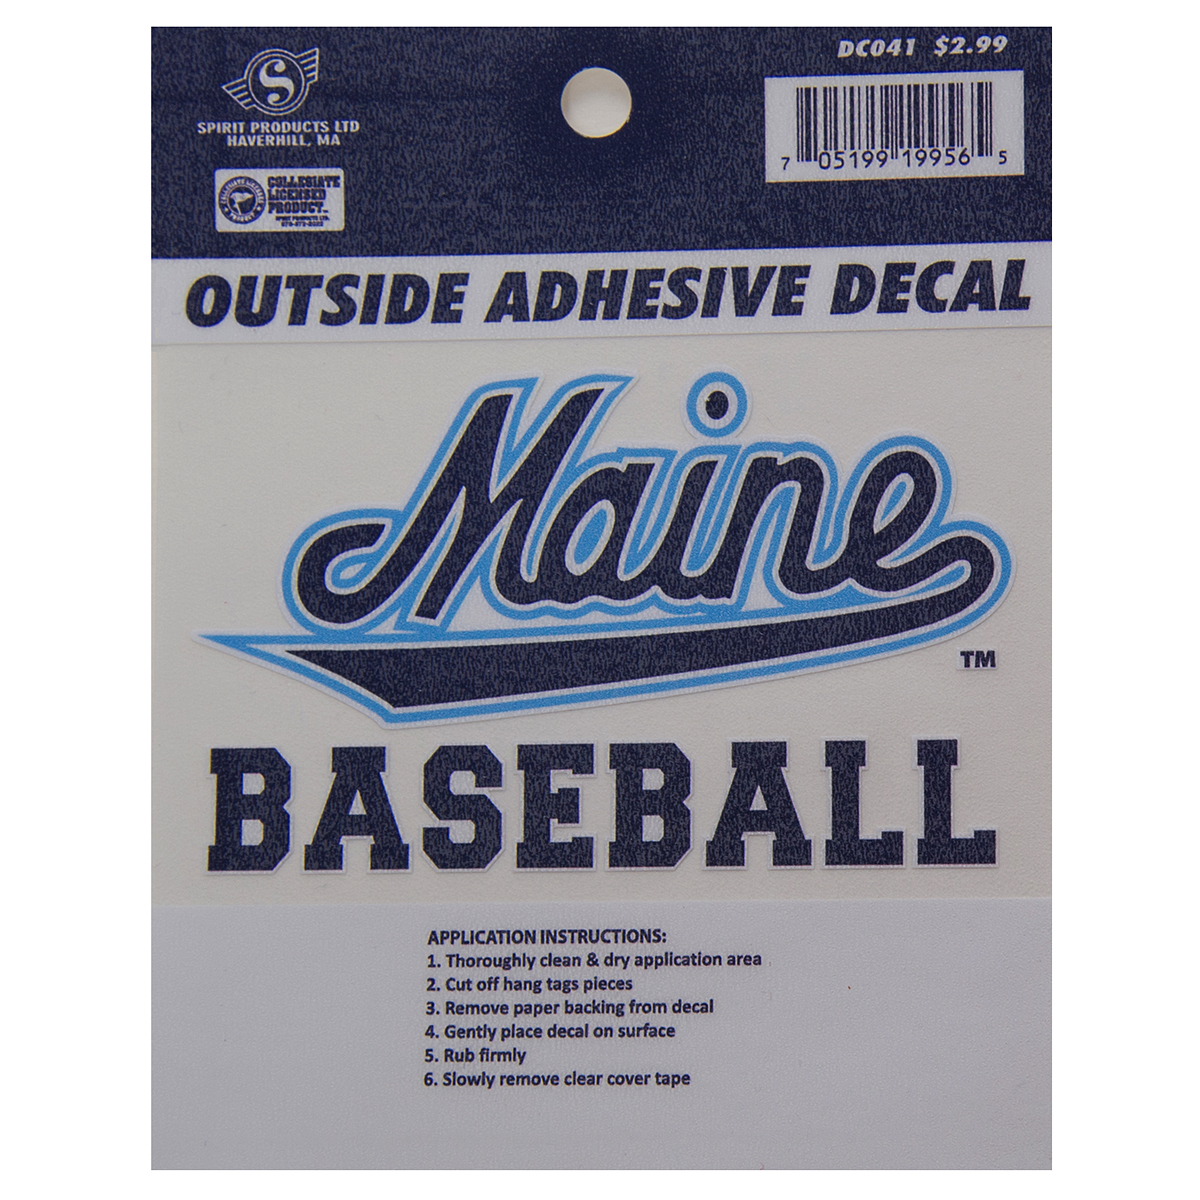 DC041 $2.99
S
SPIRIT PRODUCTS LTD
HAVERHILL, MA
7 05199 19956 5
COLLEGIATE
LICENSED
PRODUCT
OUTSIDE ADHESIVE DECAL
Maine
TM
BASEBALL
APPLICATION INSTRUCTIONS:
1. Thoroughly clean & dry application area
2. Cut off hang tags pieces
3. Remove paper backing from decal
4. Gently place decal on surface
5. Rub firmly
6. Slowly remove clear cover tape